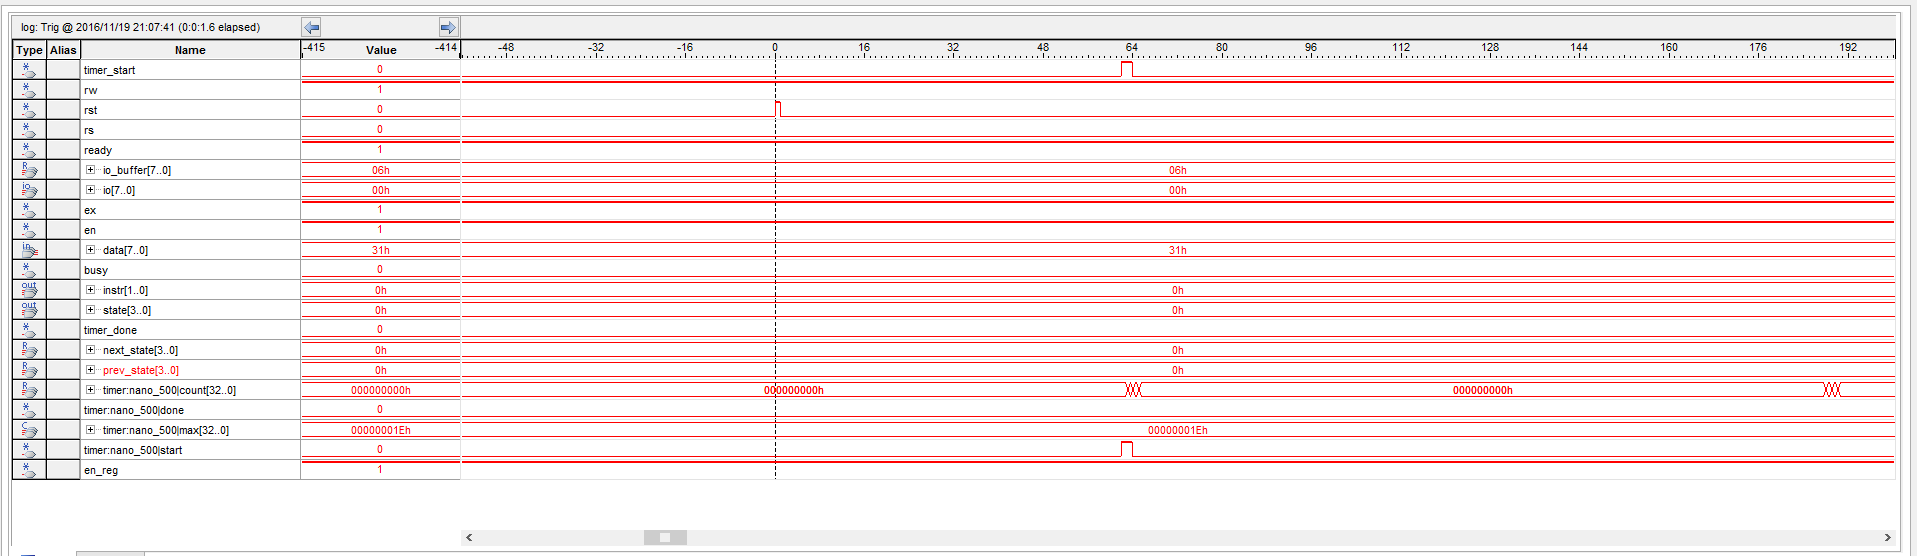 log: Trig @ 2016/11/19 21:07:41 (0:0:1.6 elapsed)
Type Alias Name -415 Value -414 -48 -32 -16 0 16 32 48 64 80 96 112 128 144 160 176 192
timer_start 0
rw 1
rst 0
rs 0
ready 1
R io_buffer[7..0] 06h 06h
io io[7..0] 00h 00h
ex 1
en 1
in data[7..0] 31h 31h
busy 0
out instr[1..0] 0h 0h
out state[3..0] 0h 0h
timer_done 0
R next_state[3..0] 0h 0h
R prev_state[3..0] 0h 0h
R timer:nano_500|count[32..0] 000000000h 000000000h 000000000h
timer:nano_500|done 0
C timer:nano_500|max[32..0] 00000001Eh 00000001Eh
timer:nano_500|start 0
en_reg 1